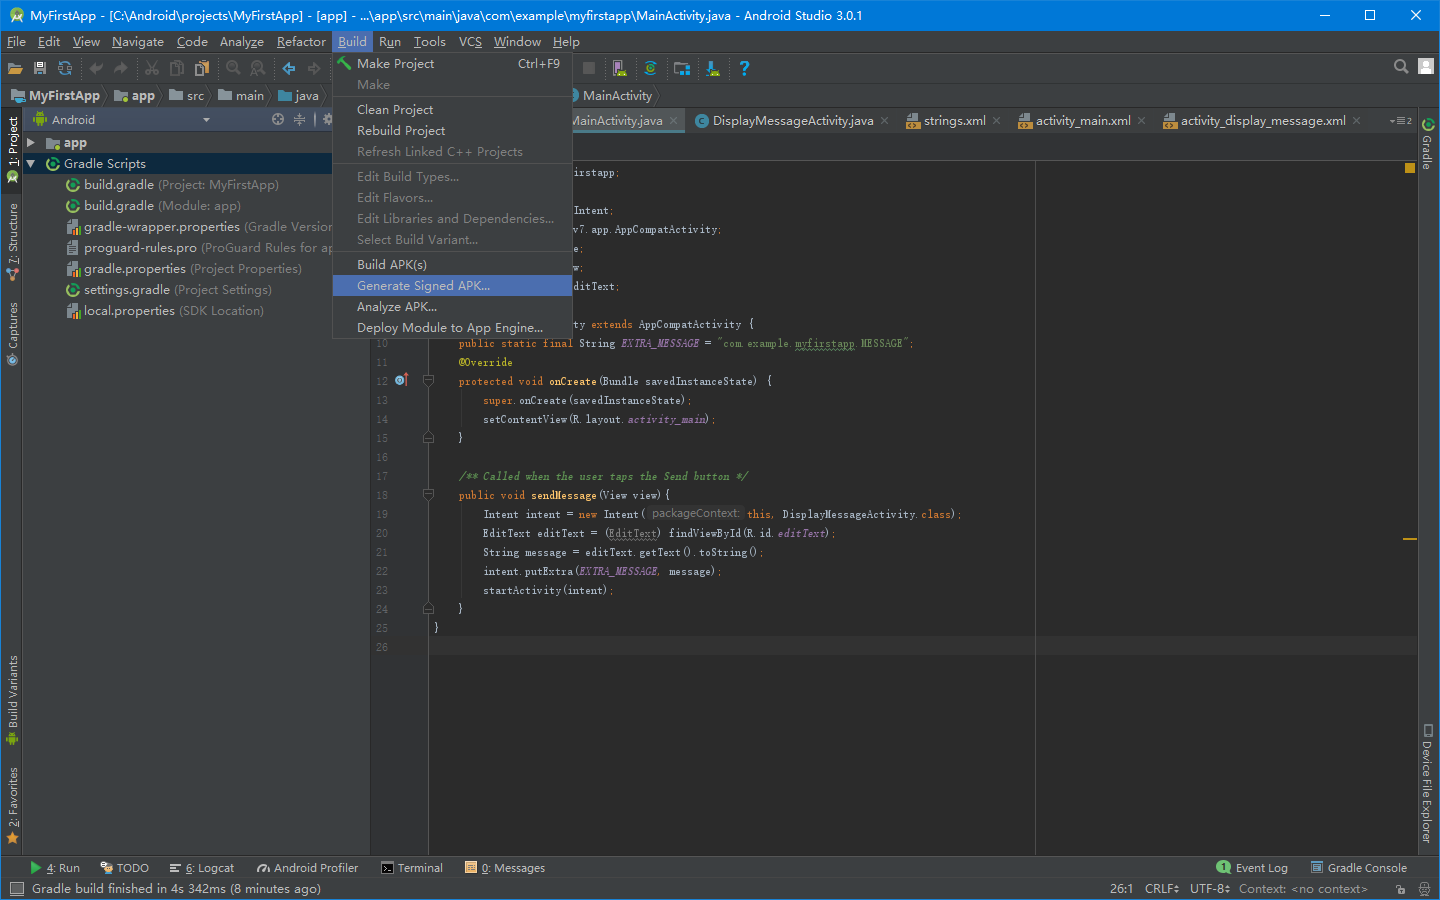 MyFirstApp - [C:\Android\projects\MyFirstApp] - [app] - ...\app\src\main\java\com\example\myfirstapp\MainActivity.java - Android Studio 3.0.1
File Edit View Navigate Code Analyze Refactor Build Run Tools VCS Window Help
Make Project Ctrl+F9
Make
Clean Project
Rebuild Project
Refresh Linked C++ Projects
Edit Build Types...
Edit Flavors...
Edit Libraries and Dependencies...
Select Build Variant...
Build APK(s)
Generate Signed APK...
Analyze APK...
Deploy Module to App Engine...
MyFirstApp app src main java MainActivity
Android
MainActivity.java DisplayMessageActivity.java strings.xml activity_main.xml activity_display_message.xml 2
1: Project
7: Structure
Captures
Build Variants
2: Favorites
app
Gradle Scripts
build.gradle (Project: MyFirstApp)
build.gradle (Module: app)
gradle-wrapper.properties (Gradle Version
proguard-rules.pro (ProGuard Rules for ap
gradle.properties (Project Properties)
settings.gradle (Project Settings)
local.properties (SDK Location)
irstapp;
Intent;
v7.app.AppCompatActivity;
e;
w;
ditText;
ty extends AppCompatActivity {
10 public static final String EXTRA_MESSAGE = "com.example.myfirstapp.MESSAGE";
11 @Override
12 protected void onCreate(Bundle savedInstanceState) {
13 super.onCreate(savedInstanceState);
14 setContentView(R.layout.activity_main);
15 }
16
17 /** Called when the user taps the Send button */
18 public void sendMessage(View view){
19 Intent intent = new Intent( packageContext: this, DisplayMessageActivity.class);
20 EditText editText = (EditText) findViewById(R.id.editText);
21 String message = editText.getText().toString();
22 intent.putExtra(EXTRA_MESSAGE, message);
23 startActivity(intent);
24 }
25 }
26
Gradle
Device File Explorer
4: Run TODO 6: Logcat Android Profiler Terminal 0: Messages 1 Event Log Gradle Console
Gradle build finished in 4s 342ms (8 minutes ago) 26:1 CRLF UTF-8 Context: <no context>